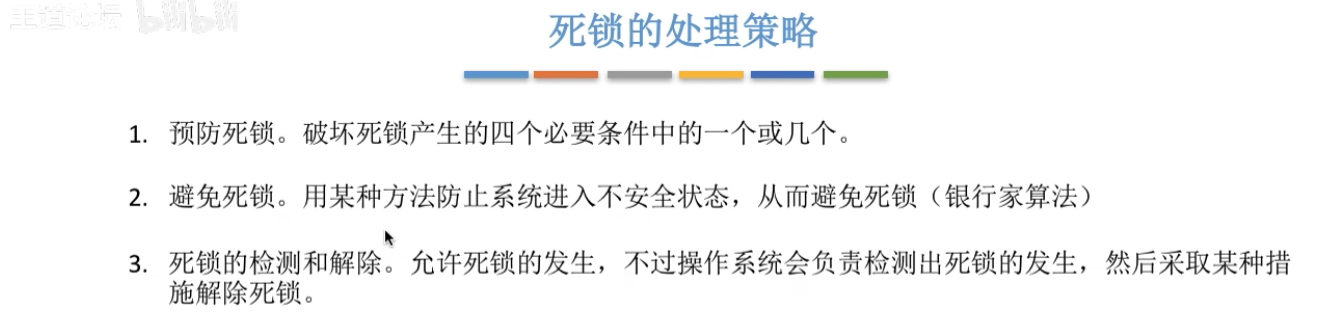 王道论坛 bilibili
死锁的处理策略
1. 预防死锁。破坏死锁产生的四个必要条件中的一个或几个。
2. 避免死锁。用某种方法防止系统进入不安全状态，从而避免死锁（银行家算法）
3. 死锁的检测和解除。允许死锁的发生，不过操作系统会负责检测出死锁的发生，然后采取某种措
施解除死锁。